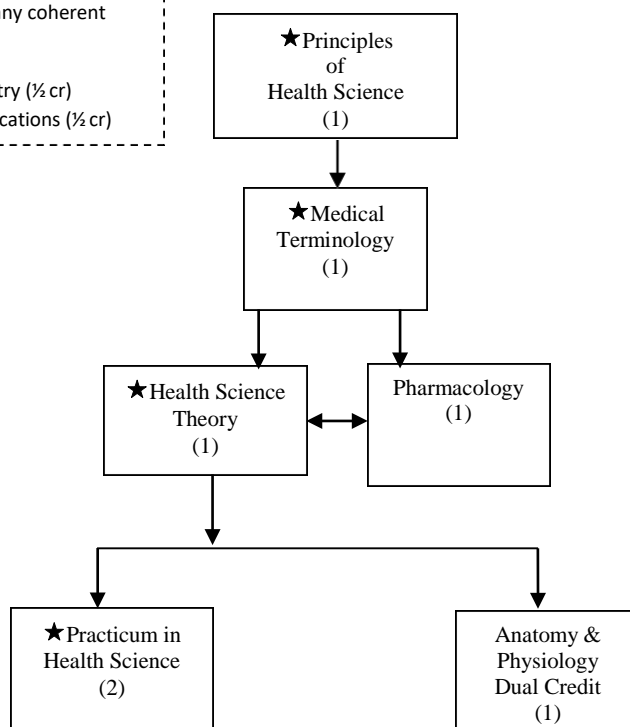 any coherent
try (½ cr)
cations (½ cr)
★Principles
of
Health Science
(1)
★Medical
Terminology
(1)
★Health Science
Theory
(1)
Pharmacology
(1)
★Practicum in
Health Science
(2)
Anatomy &
Physiology
Dual Credit
(1)